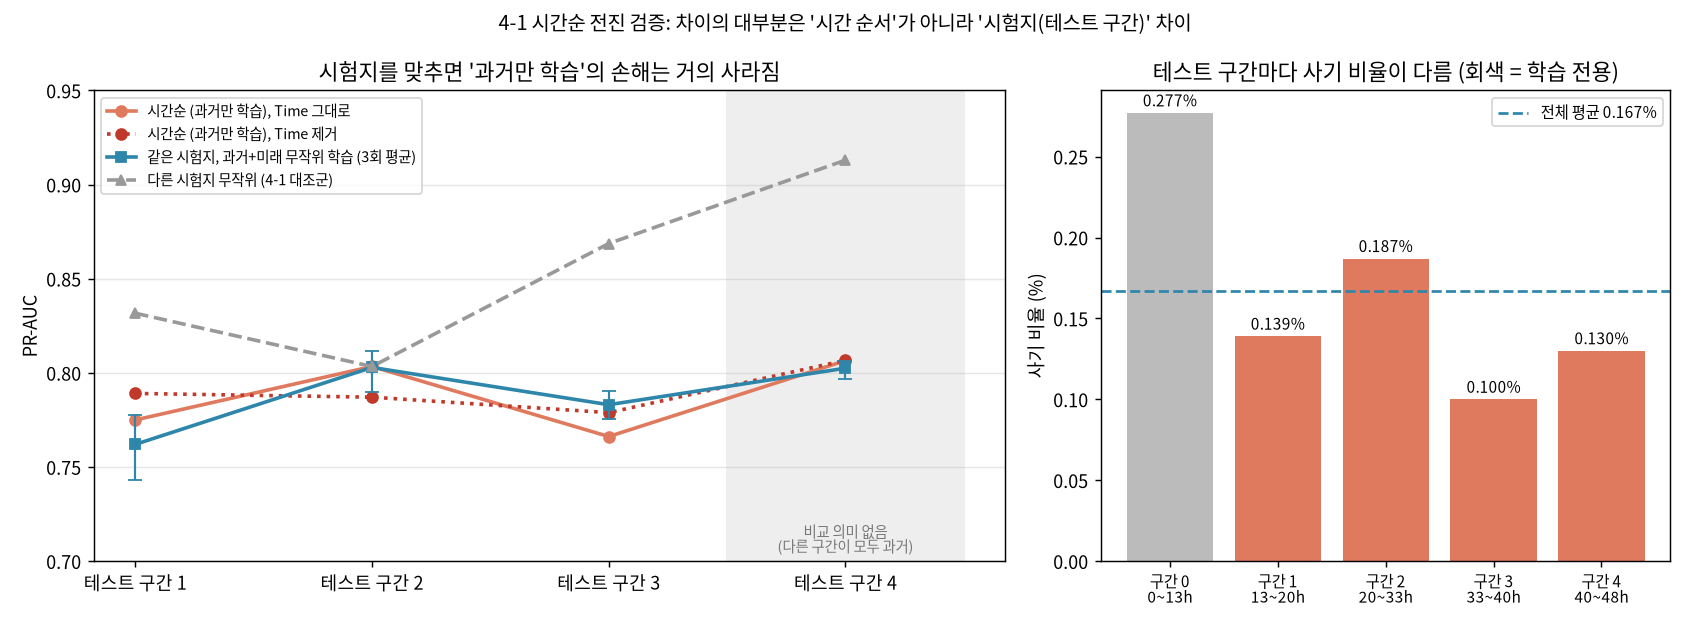 4-1 시간순 전진 검증: 차이의 대부분은 '시간 순서'가 아니라 '시험지(테스트 구간)' 차이
시험지를 맞추면 '과거만 학습'의 손해는 거의 사라짐
시간순 (과거만 학습), Time 그대로
시간순 (과거만 학습), Time 제거
같은 시험지, 과거+미래 무작위 학습 (3회 평균)
다른 시험지 무작위 (4-1 대조군)
PR-AUC
0.95
0.90
0.85
0.80
0.75
0.70
비교 의미 없음
(다른 구간이 모두 과거)
테스트 구간 1
테스트 구간 2
테스트 구간 3
테스트 구간 4
테스트 구간마다 사기 비율이 다름 (회색 = 학습 전용)
전체 평균 0.167%
사기 비율 (%)
0.25
0.20
0.15
0.10
0.05
0.00
0.277%
0.139%
0.187%
0.100%
0.130%
구간 0
0~13h
구간 1
13~20h
구간 2
20~33h
구간 3
33~40h
구간 4
40~48h